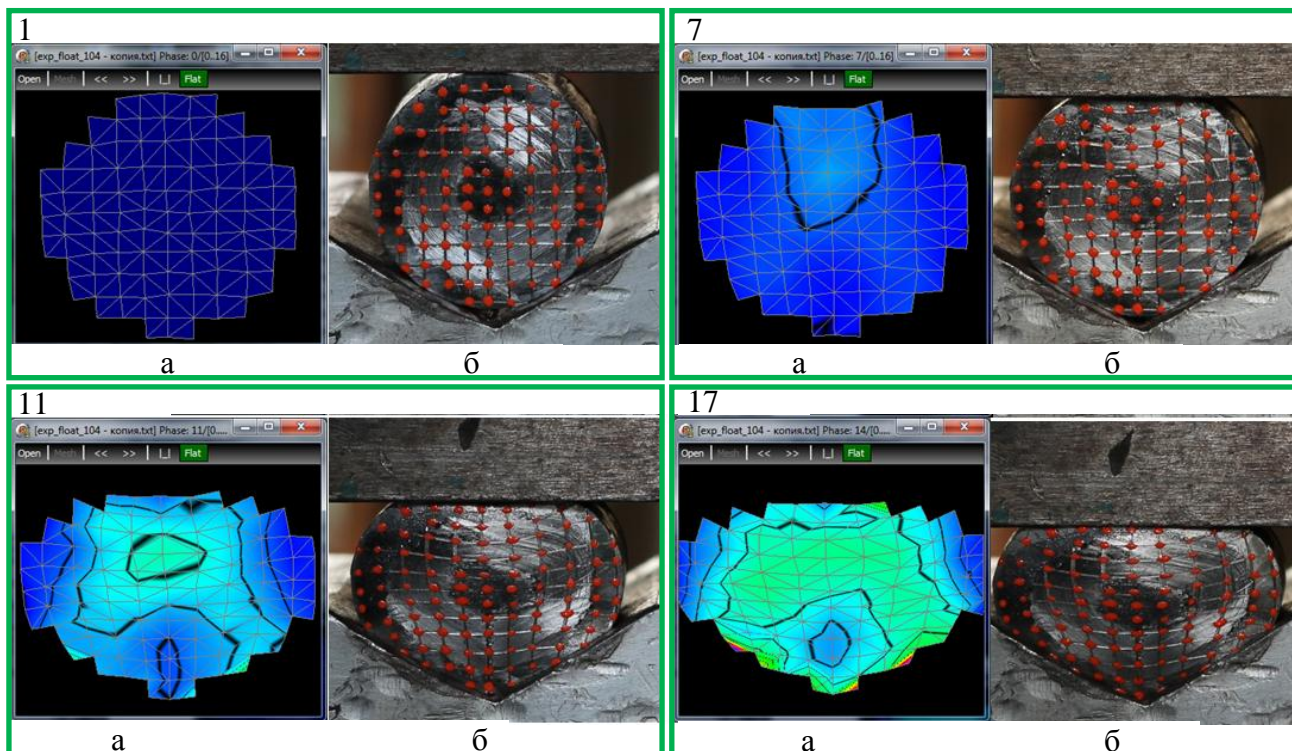 1
[exp_float_104 - копия.txt] Phase: 0/[0..16]
Open | Mesh | << >> | |_| Flat
а
б
7
[exp_float_104 - копия.txt] Phase: 7/[0..16]
Open | Mesh | << >> | |_| Flat
а
б
11
[exp_float_104 - копия.txt] Phase: 11/[0.....
Open | Mesh | << >> | |_| Flat
а
б
17
[exp_float_104 - копия.txt] Phase: 14/[0.....
Open | Mesh | << >> | |_| Flat
а
б